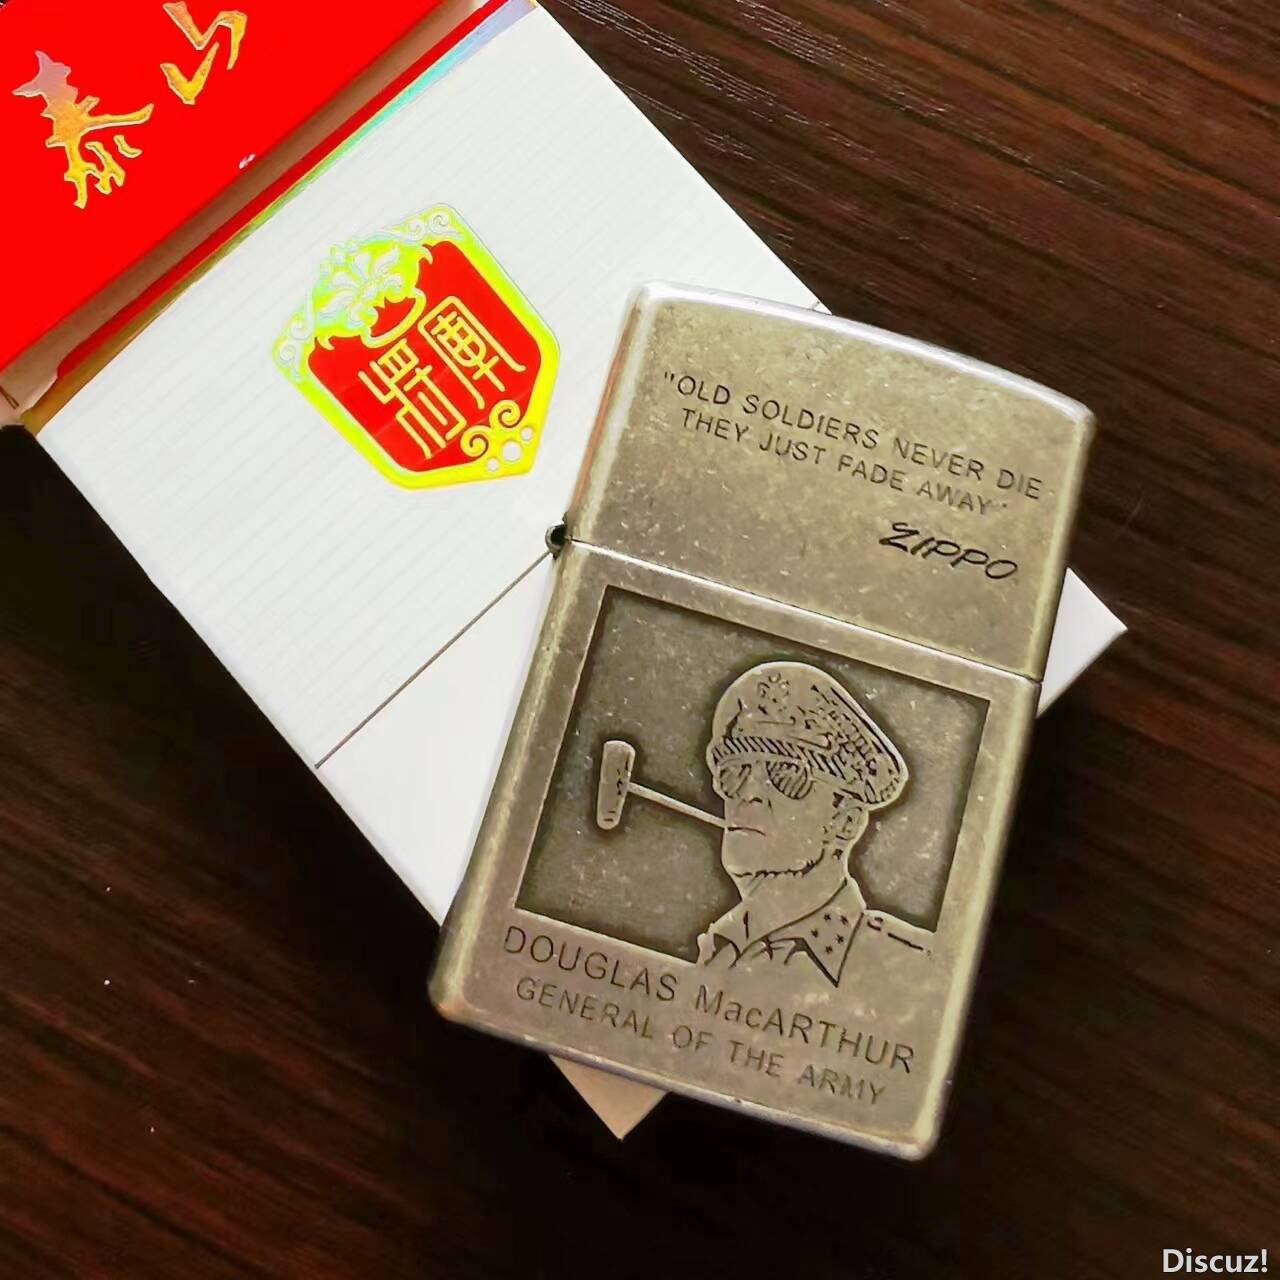 泰山
"OLD SOLDIERS NEVER DIE
THEY JUST FADE AWAY"
ZIPPO
DOUGLAS MacARTHUR
GENERAL OF THE ARMY
Discuz!